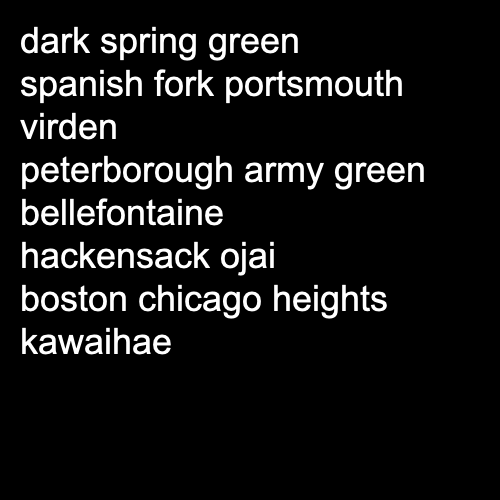 dark spring green
spanish fork portsmouth
virden
peterborough army green
bellefontaine
hackensack ojai
boston chicago heights
kawaihae